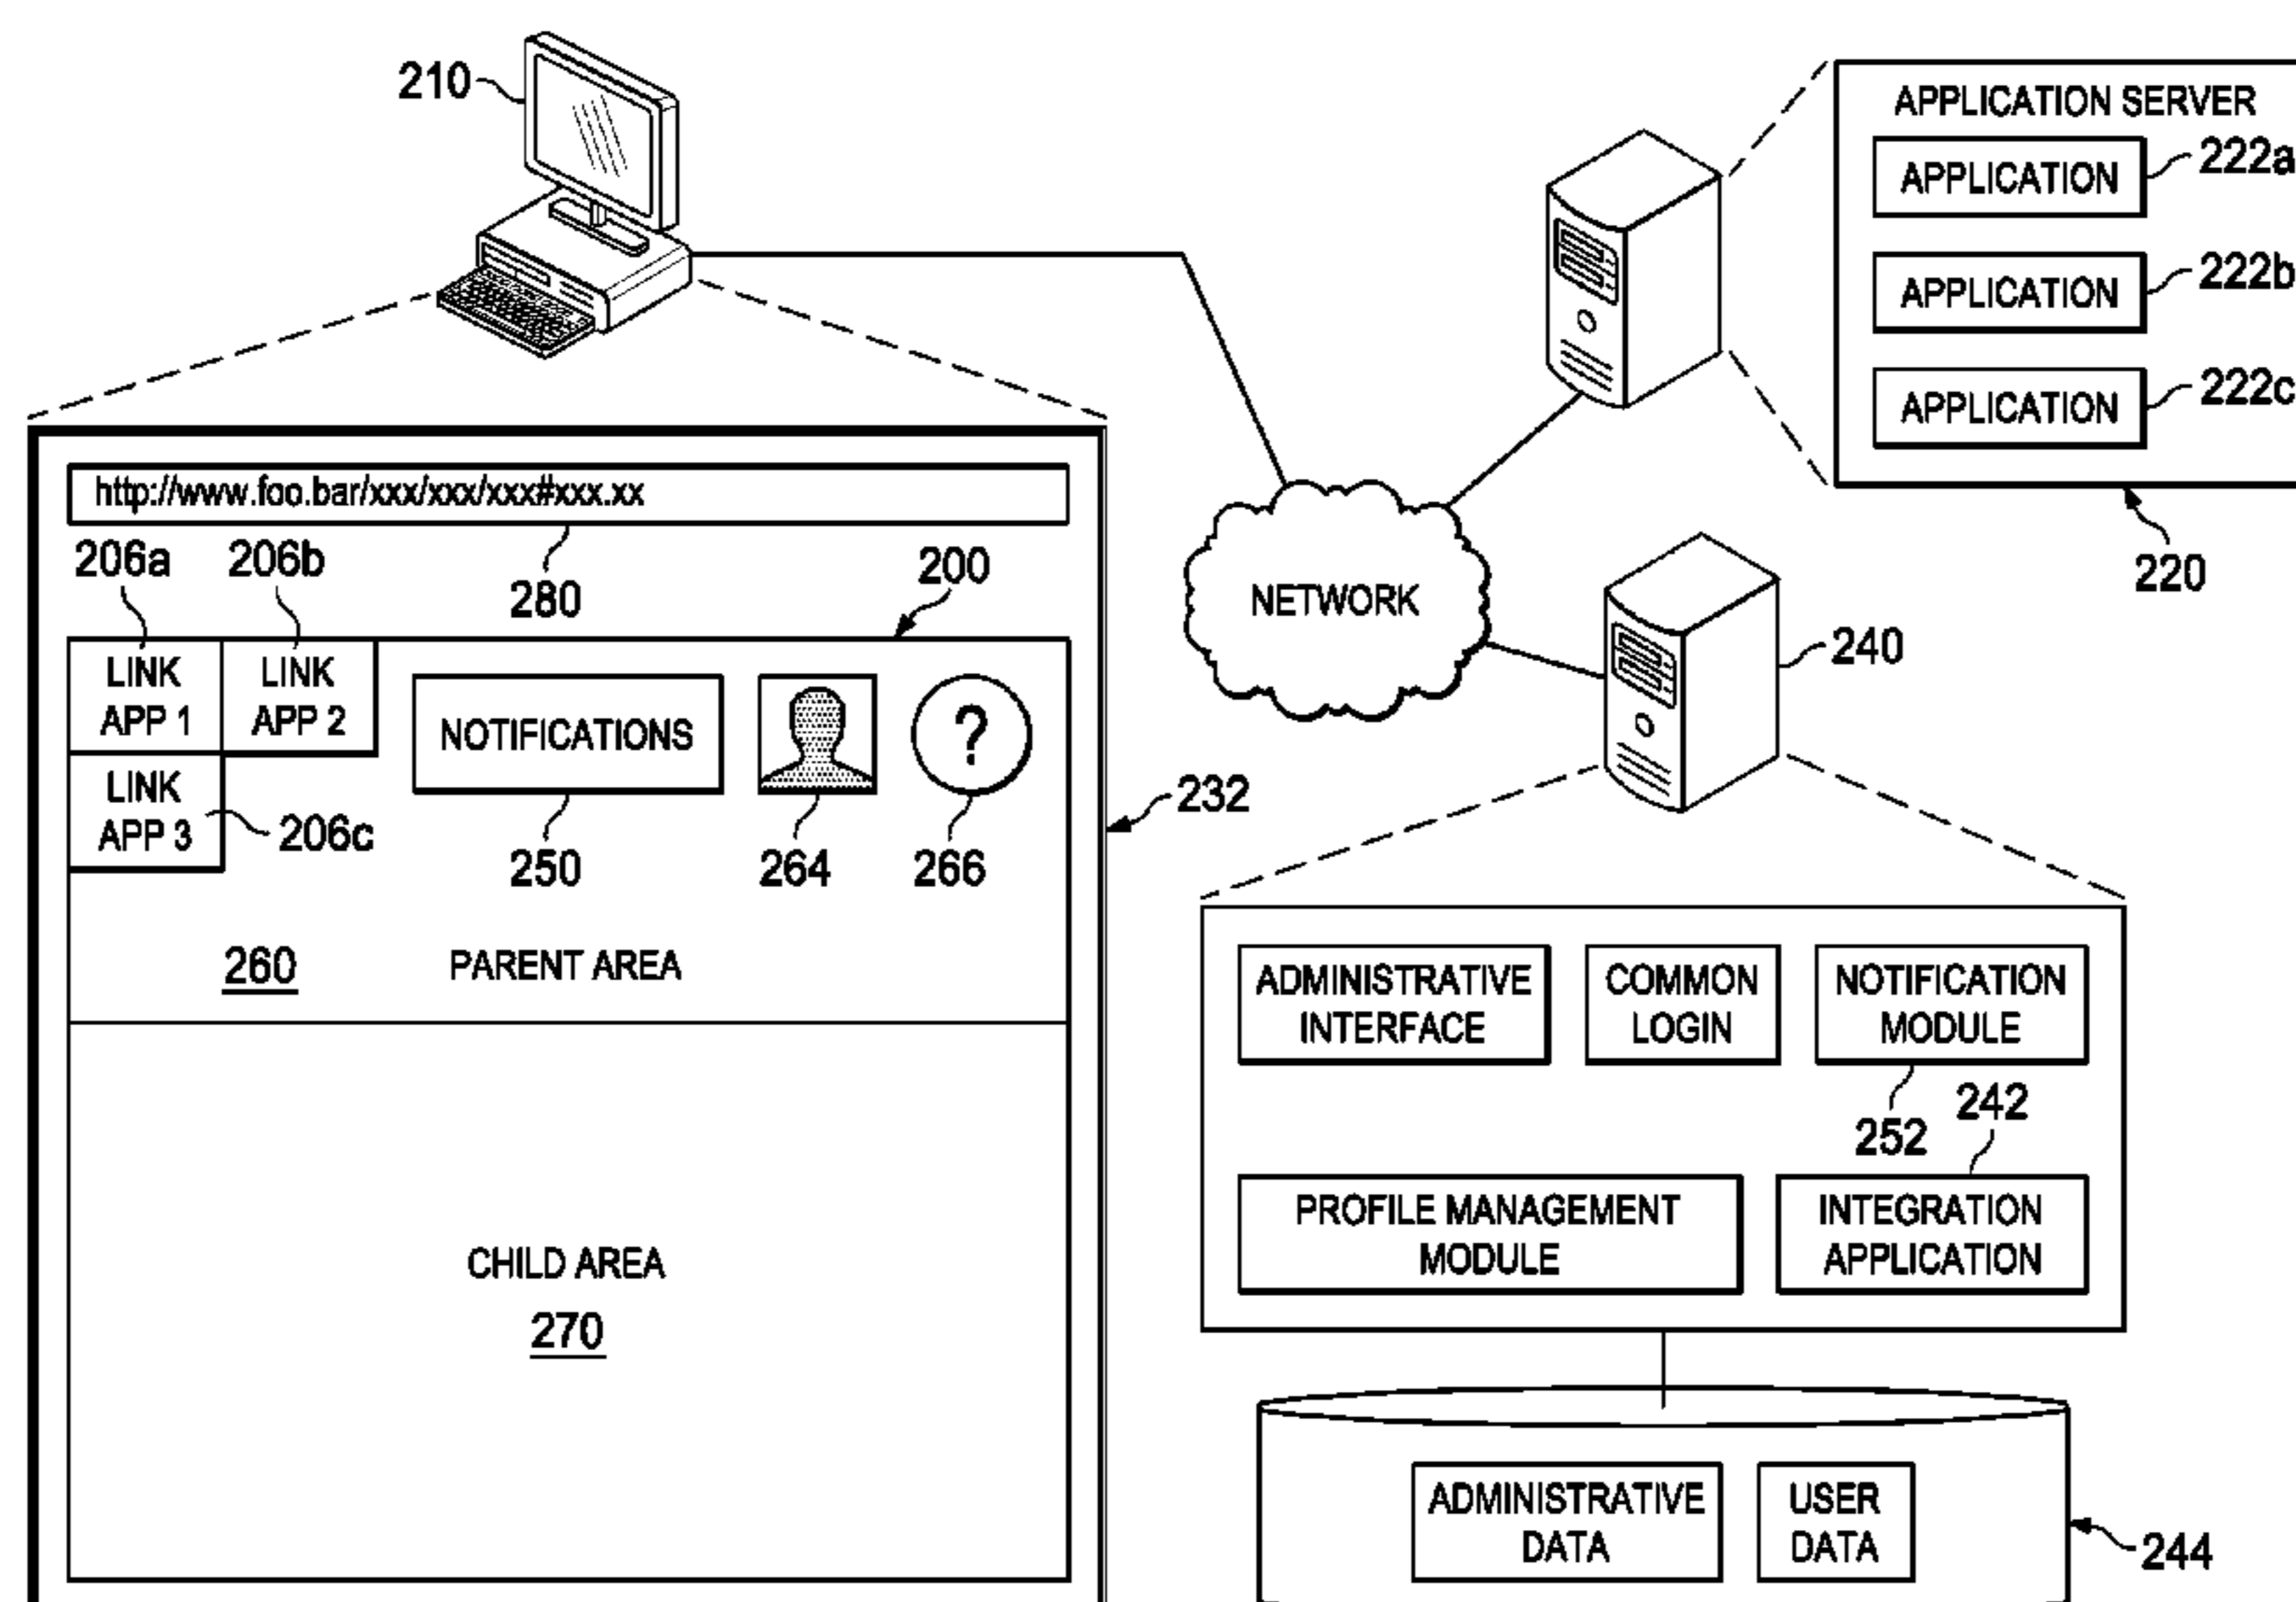 210
APPLICATION SERVER
APPLICATION
222a
APPLICATION
222b
APPLICATION
222c
220
http://www.foo.bar/xxx/xxx/xxx#xxx.xx
280
206a
206b
200
LINK
APP 1
LINK
APP 2
LINK
APP 3
206c
NOTIFICATIONS
250
264
?
266
232
260
PARENT AREA
CHILD AREA
270
NETWORK
240
ADMINISTRATIVE
INTERFACE
COMMON
LOGIN
NOTIFICATION
MODULE
252
242
PROFILE MANAGEMENT
MODULE
INTEGRATION
APPLICATION
ADMINISTRATIVE
DATA
USER
DATA
244